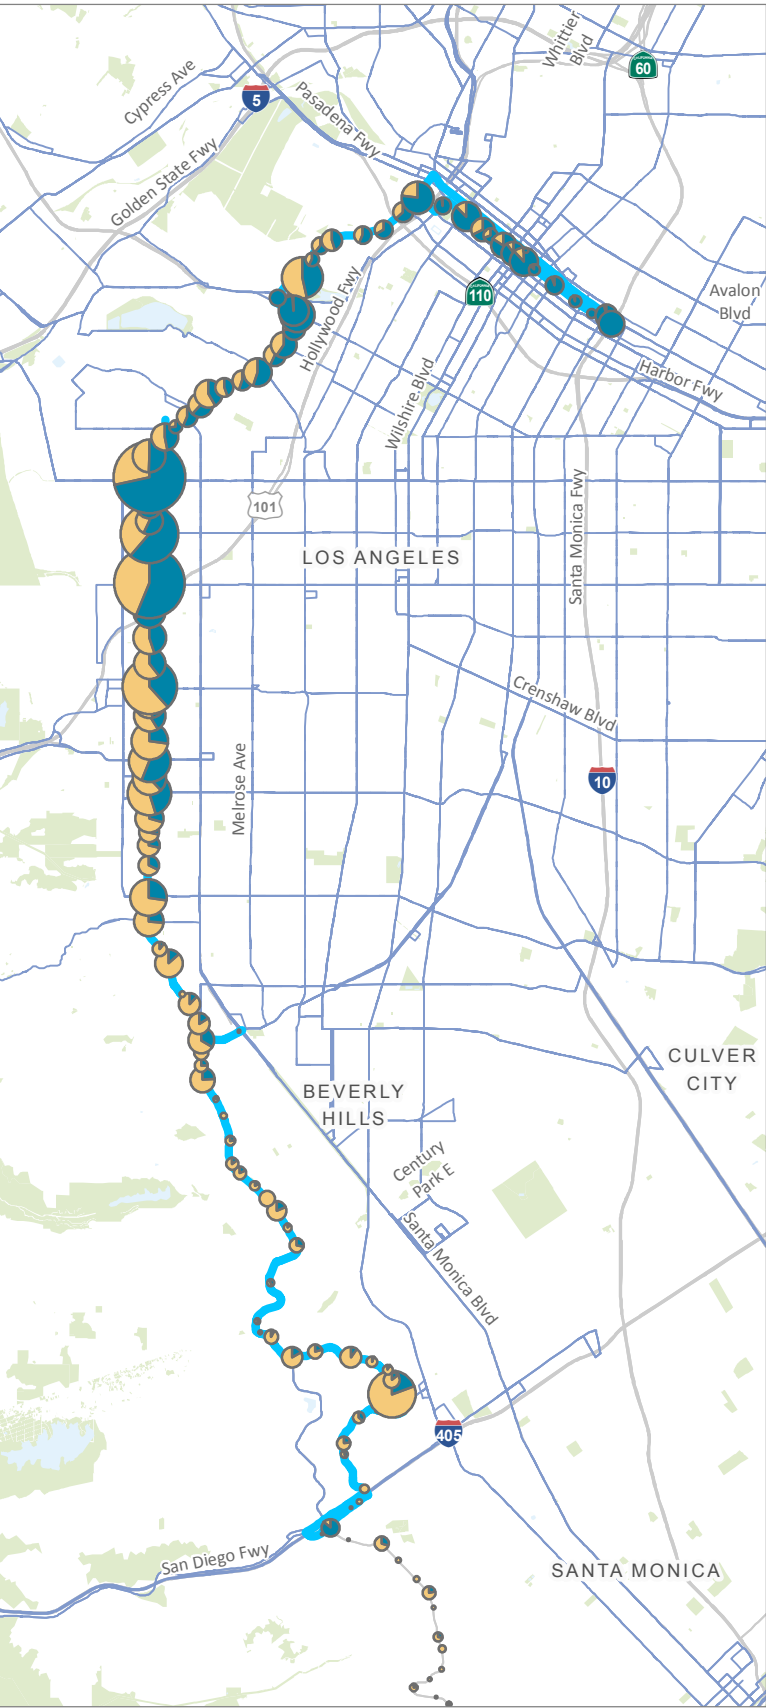 Whittier
Blvd
60
Cypress Ave
5
Pasadena Fwy
Golden State Fwy
CALIFORNIA
110
Avalon
Blvd
Hollywood Fwy
Harbor Fwy
Wilshire Blvd
101
Santa Monica Fwy
LOS ANGELES
Crenshaw Blvd
Melrose Ave
10
CULVER
CITY
BEVERLY
HILLS
Century
Park E
Santa Monica Blvd
405
San Diego Fwy
SANTA MONICA